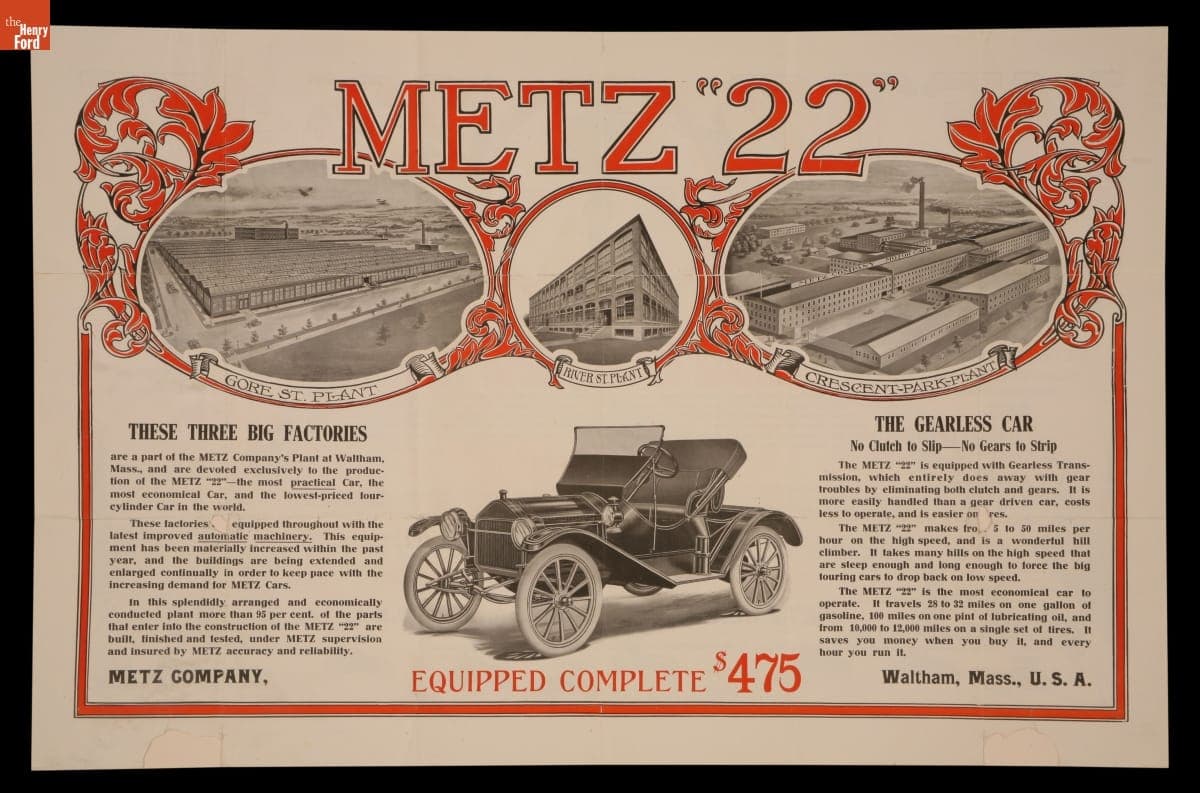 the
Henry
Ford
METZ "22"
GORE ST. PLANT
RIVER ST. PLANT
CRESCENT-PARK-PLANT
THESE THREE BIG FACTORIES
are a part of the METZ Company's Plant at Waltham,
Mass., and are devoted exclusively to the produc-
tion of the METZ "22"—the most practical Car, the
most economical Car, and the lowest-priced four-
cylinder Car in the world.
These factories equipped throughout with the
latest improved automatic machinery. This equip-
ment has been materially increased within the past
year, and the buildings are being extended and
enlarged continually in order to keep pace with the
increasing demand for METZ Cars.
In this splendidly arranged and economically
conducted plant more than 95 per cent. of the parts
that enter into the construction of the METZ "22" are
built, finished and tested, under METZ supervision
and insured by METZ accuracy and reliability.
METZ COMPANY,
EQUIPPED COMPLETE $475
THE GEARLESS CAR
No Clutch to Slip—No Gears to Strip
The METZ "22" is equipped with Gearless Trans-
mission, which entirely does away with gear
troubles by eliminating both clutch and gears. It is
more easily handled than a gear driven car, costs
less to operate, and is easier on res.
The METZ "22" makes fro 5 to 50 miles per
hour on the high speed, and is a wonderful hill
climber. It takes many hills on the high speed that
are steep enough and long enough to force the big
touring cars to drop back on low speed.
The METZ "22" is the most economical car to
operate. It travels 28 to 32 miles on one gallon of
gasoline, 100 miles on one pint of lubricating oil, and
from 10,000 to 12,000 miles on a single set of tires. It
saves you money when you buy it, and every
hour you run it.
Waltham, Mass., U. S. A.